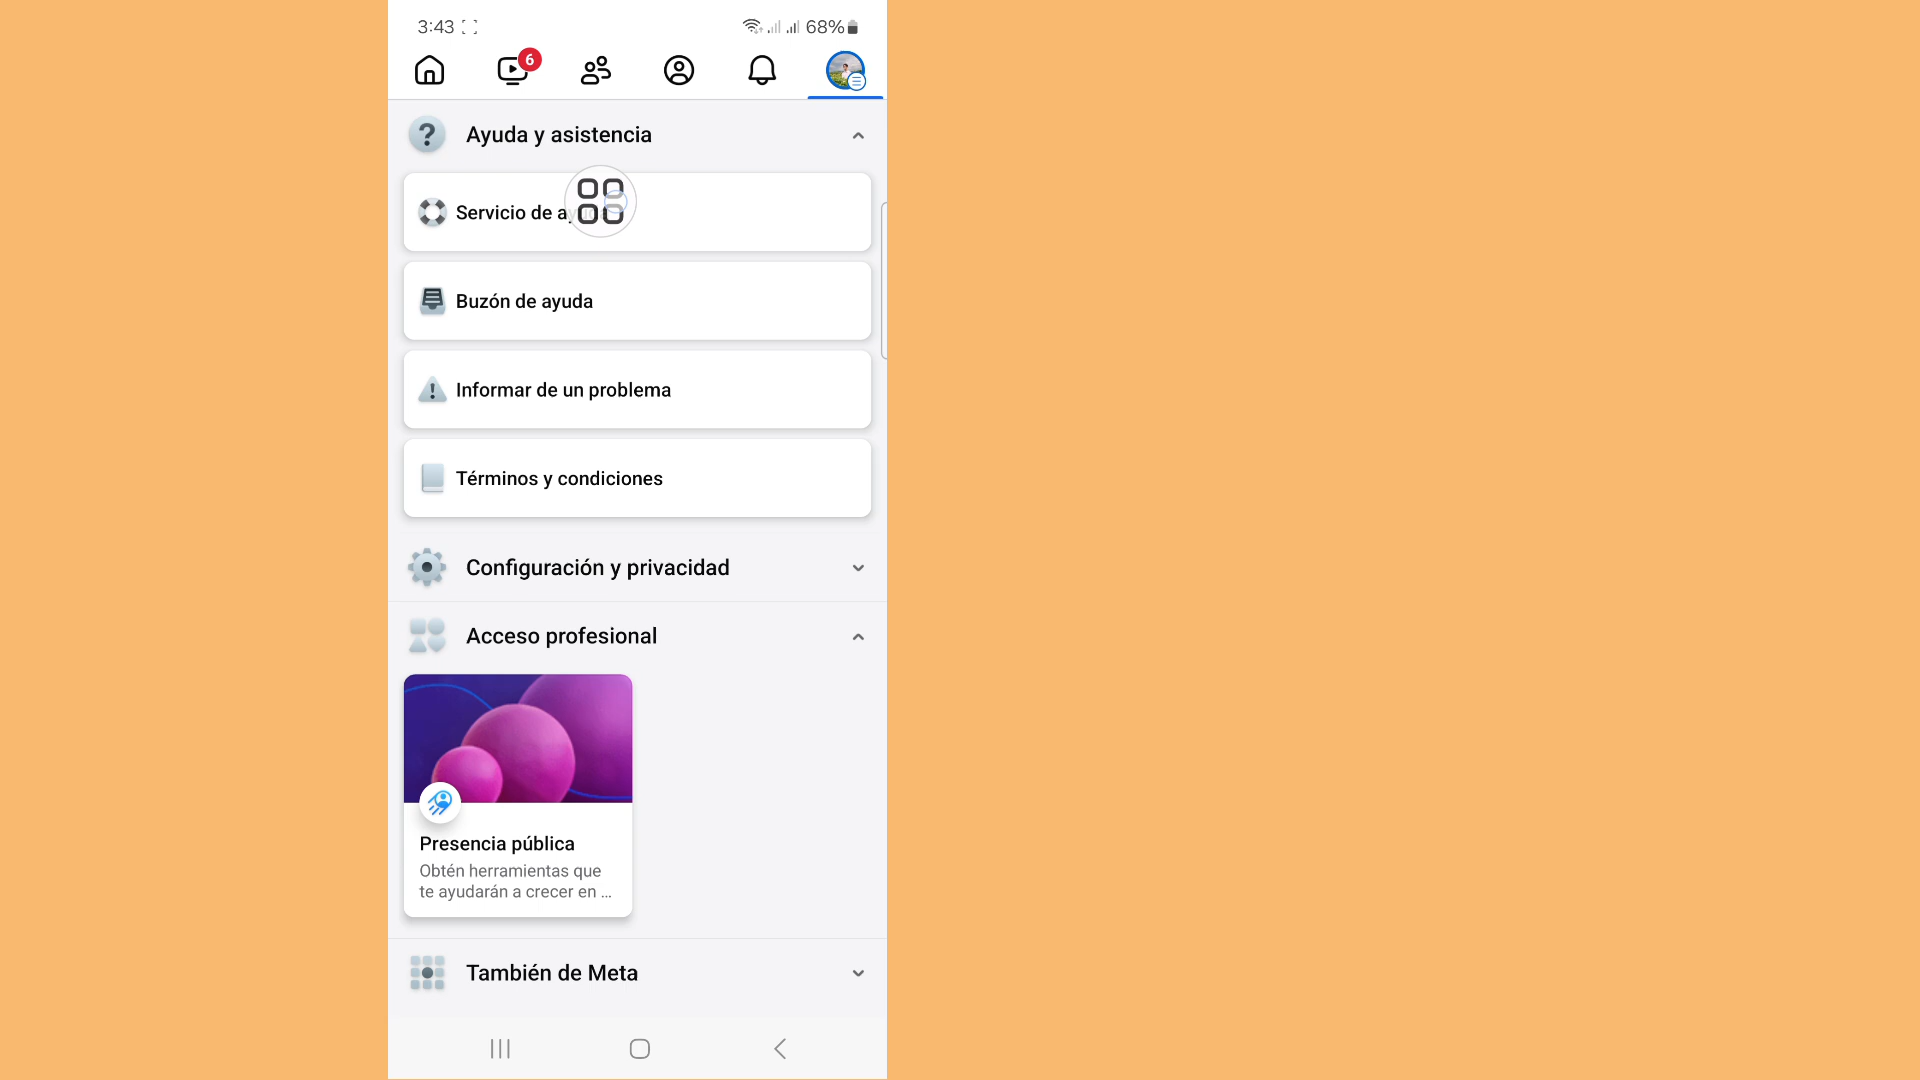 3:43
68%
6
Ayuda y asistencia
Servicio de
Buzón de ayuda
Informar de un problema
Términos y condiciones
Configuración y privacidad
Acceso profesional
Presencia pública
Obtén herramientas que
te ayudarán a crecer en ...
También de Meta